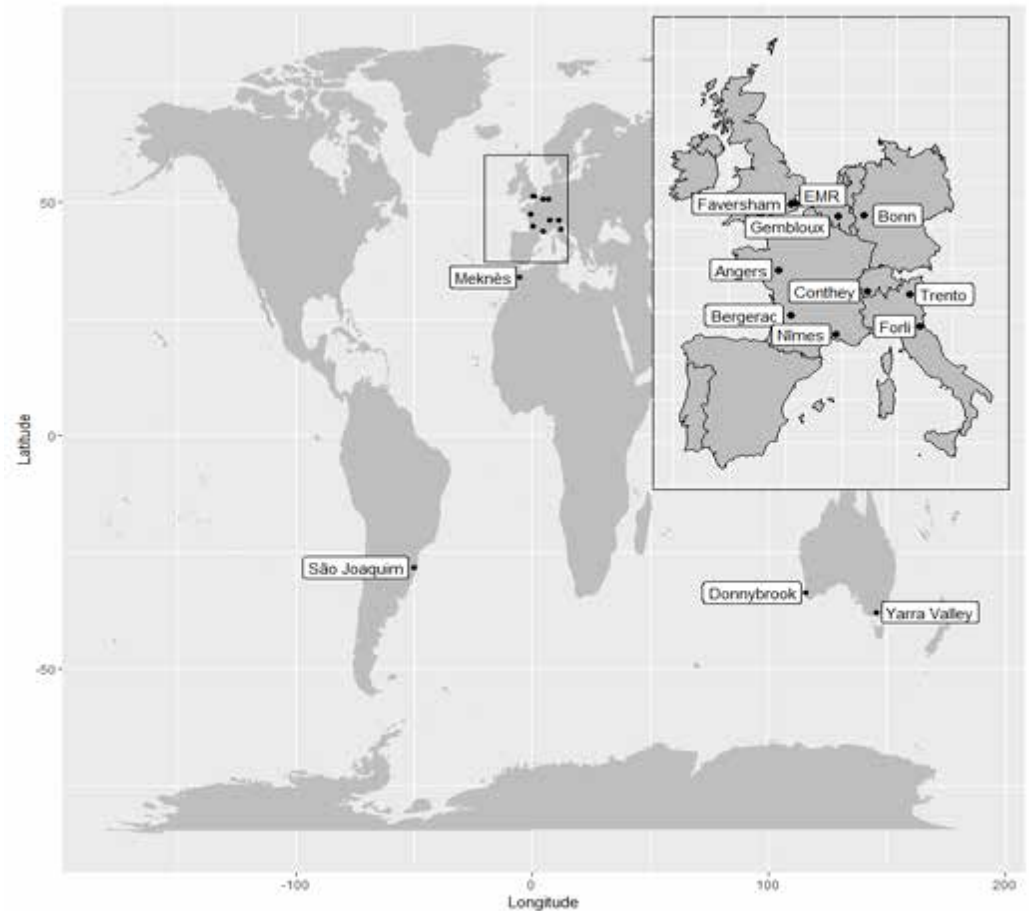 EMR
Faversham
Gembloux
Bonn
Angers
Conthey
Trento
Bergerac
Forli
Nîmes
50
Meknès
Latitude
0
São Joaquim
Donnybrook
Yarra Valley
-50
-100
0
100
200
Longitude